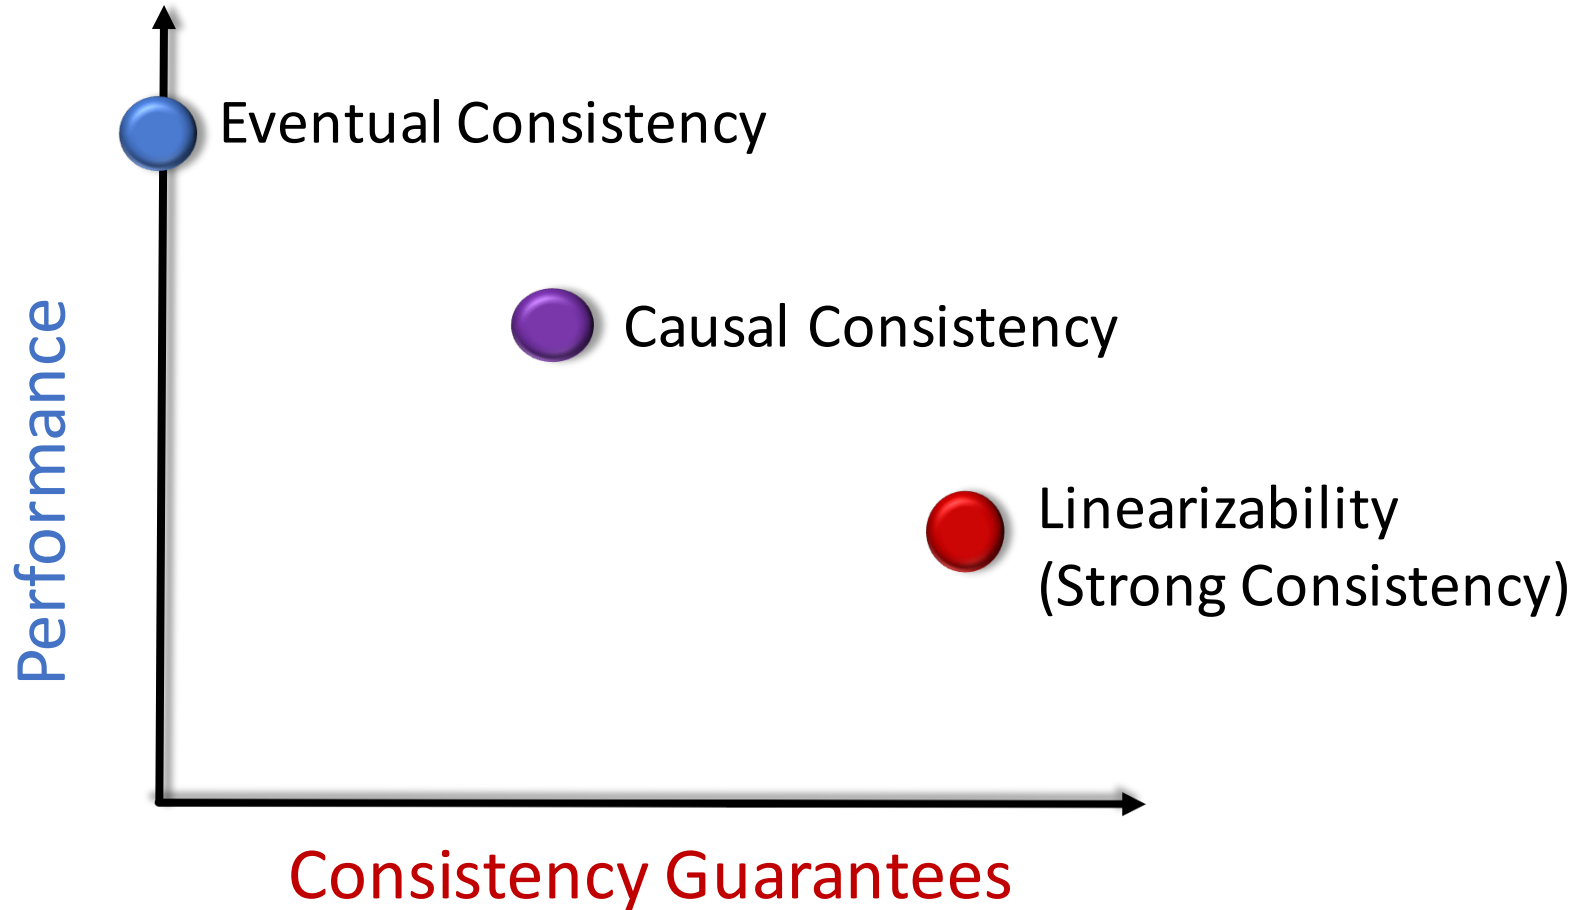 Eventual Consistency
Causal Consistency
Linearizability
(Strong Consistency)
Performance
Consistency Guarantees